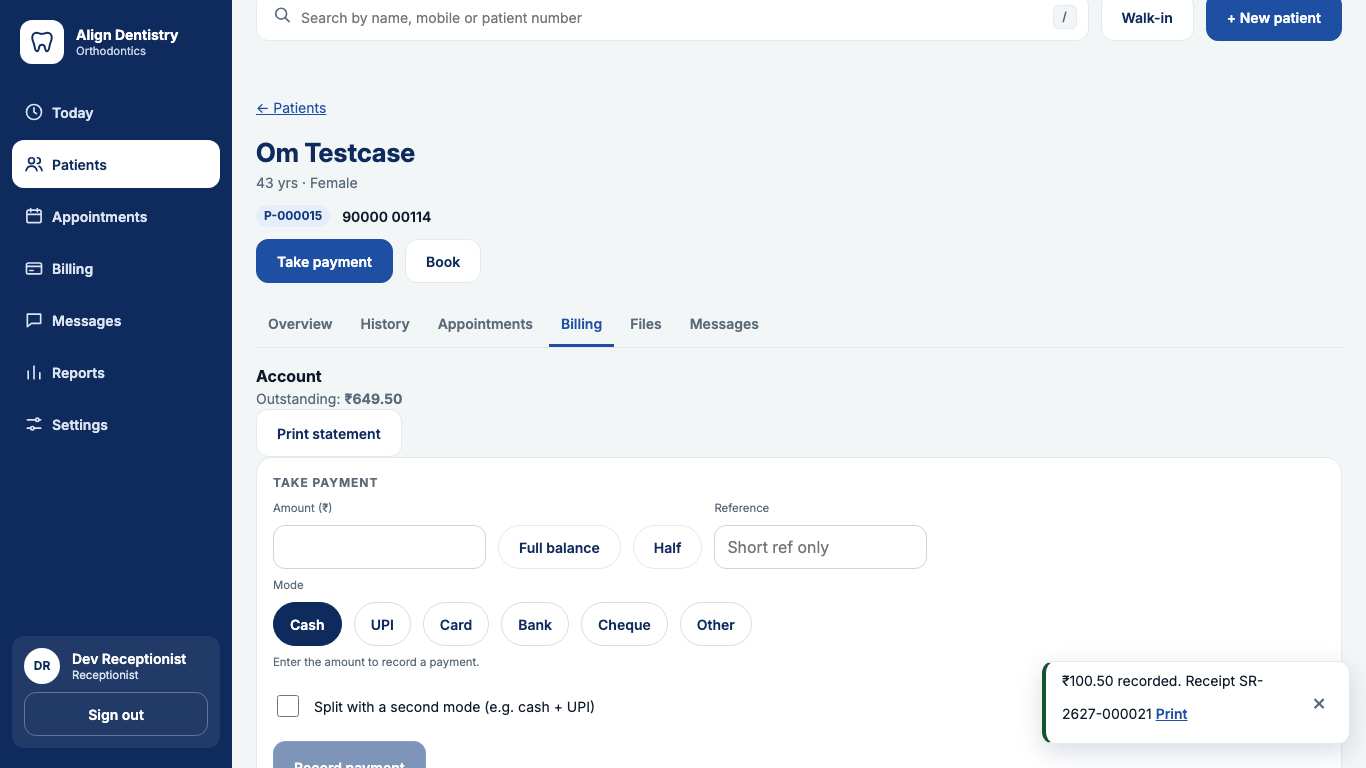 Align Dentistry
Orthodontics
Today
Patients
Appointments
Billing
Messages
Reports
Settings
DR
Dev Receptionist
Receptionist
Sign out
Search by name, mobile or patient number
/
Walk-in
+ New patient
← Patients
Om Testcase
43 yrs · Female
P-000015 90000 00114
Take payment
Book
Overview
History
Appointments
Billing
Files
Messages
Account
Outstanding: ₹649.50
Print statement
TAKE PAYMENT
Amount (₹)
Full balance
Half
Reference
Short ref only
Mode
Cash
UPI
Card
Bank
Cheque
Other
Enter the amount to record a payment.
Split with a second mode (e.g. cash + UPI)
Record payment
₹100.50 recorded. Receipt SR-
2627-000021 Print